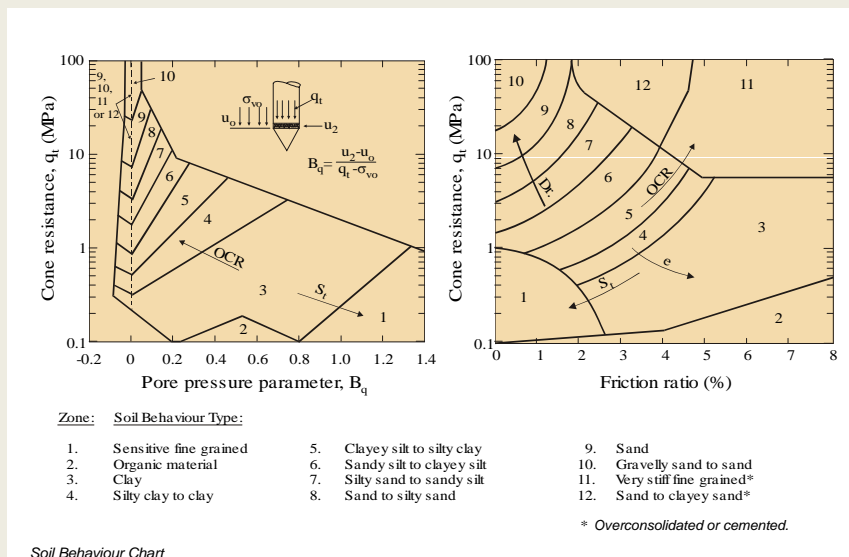 100
10
1
0.1
Cone resistance, qt (MPa)
-0.2 0 0.2 0.4 0.6 0.8 1.0 1.2 1.4
Pore pressure parameter, Bq
9,
10,
11
or 12
10
9
8
7
6
5
4
3
2
1
OCR
St
σvo
qt
uo
u2
Bq= u2-uo
qt -σvo
100
10
1
0.1
Cone resistance, qt (MPa)
0 1 2 3 4 5 6 7 8
Friction ratio (%)
10
9
8
7
6
5
4
3
2
1
12
11
Dr.
OCR
e
St
Zone: Soil Behaviour Type:
1. Sensitive fine grained
2. Organic material
3. Clay
4. Silty clay to clay
5. Clayey silt to silty clay
6. Sandy silt to clayey silt
7. Silty sand to sandy silt
8. Sand to silty sand
9. Sand
10. Gravelly sand to sand
11. Very stiff fine grained*
12. Sand to clayey sand*
* Overconsolidated or cemented.
Soil Behaviour Chart